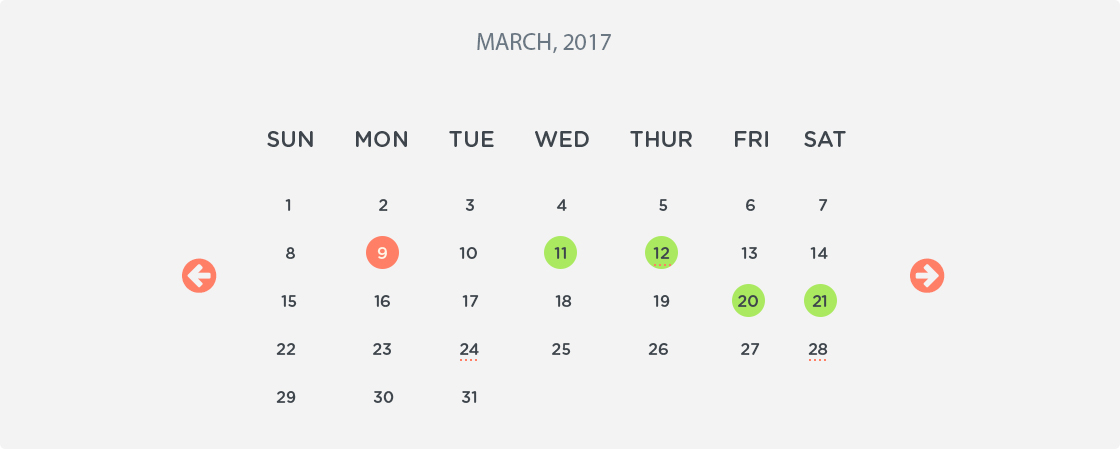 MARCH, 2017
SUN MON TUE WED THUR FRI SAT
1 2 3 4 5 6 7
8 9 10 11 12 13 14
15 16 17 18 19 20 21
22 23 24 25 26 27 28
29 30 31